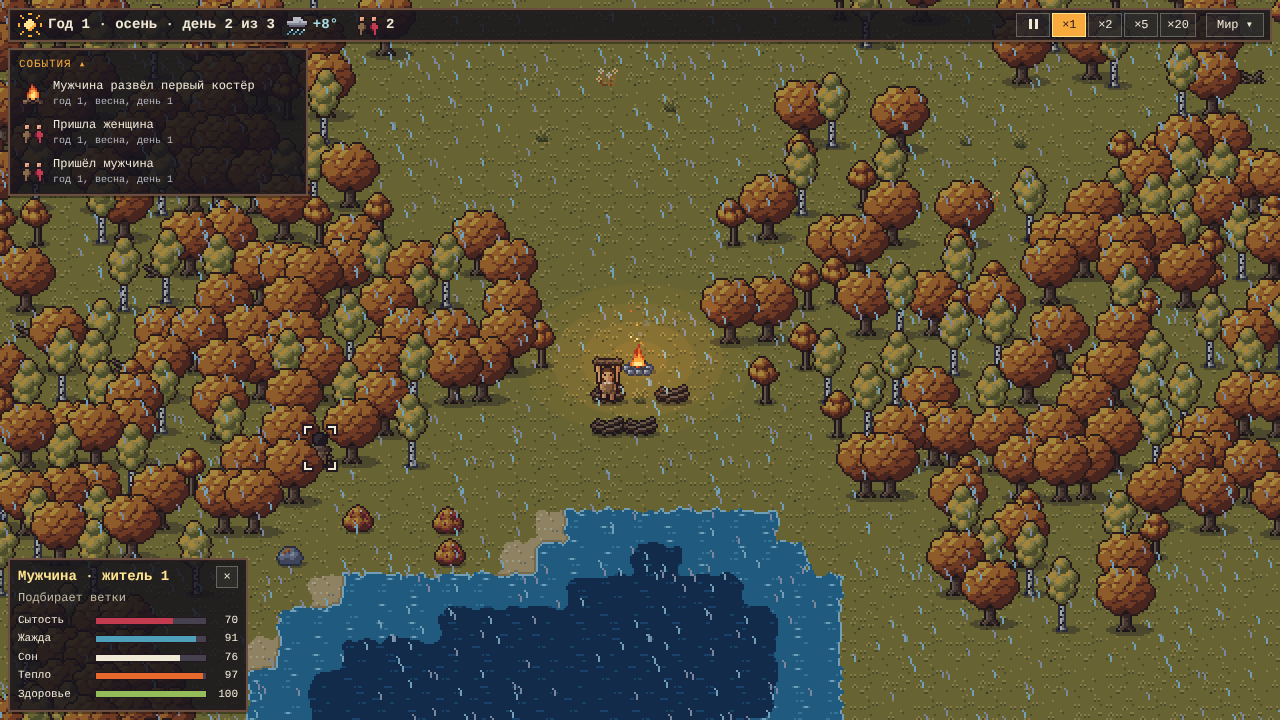 Год 1 · осень · день 2 из 3 +8° 2 ×1 ×2 ×5 ×20 Мир ▾
СОБЫТИЯ ▴
Мужчина развёл первый костёр
год 1, весна, день 1
Пришла женщина
год 1, весна, день 1
Пришёл мужчина
год 1, весна, день 1
Мужчина · житель 1 ×
Подбирает ветки
Сытость 70
Жажда 91
Сон 76
Тепло 97
Здоровье 100